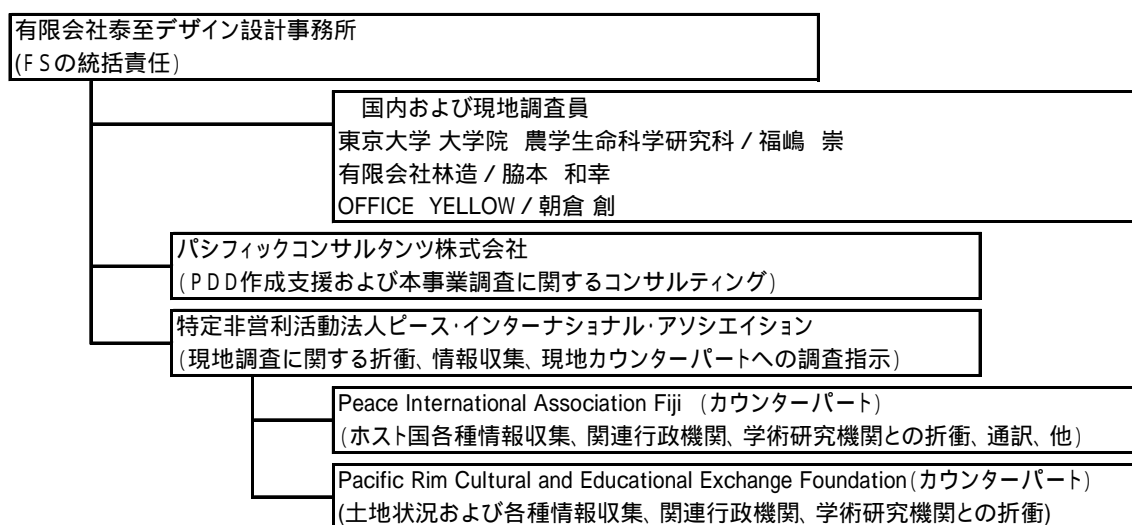 有限会社泰至デザイン設計事務所
(FSの統括責任)
国内および現地調査員
東京大学 大学院 農学生命科学研究科／福嶋 崇
有限会社林造／脇本 和幸
OFFICE YELLOW／朝倉 創
パシフィックコンサルタンツ株式会社
(PDD作成支援および本事業調査に関するコンサルティング)
特定非営利活動法人ピース・インターナショナル・アソシエイション
(現地調査に関する折衝、情報収集、現地カウンターパートへの調査指示)
Peace International Association Fiji (カウンターパート)
(ホスト国各種情報収集、関連行政機関、学術研究機関との折衝、通訳、他)
Pacific Rim Cultural and Educational Exchange Foundation(カウンターパート)
(土地状況および各種情報収集、関連行政機関、学術研究機関との折衝)